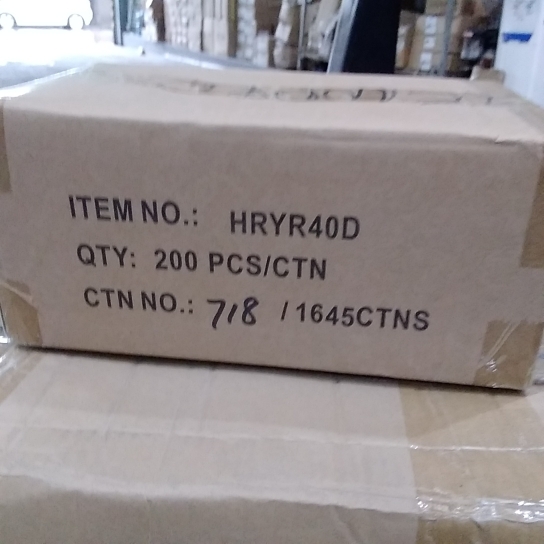 ITEM NO.: HRYR40D
QTY: 200 PCS/CTN
CTN NO.: 718 / 1645CTNS